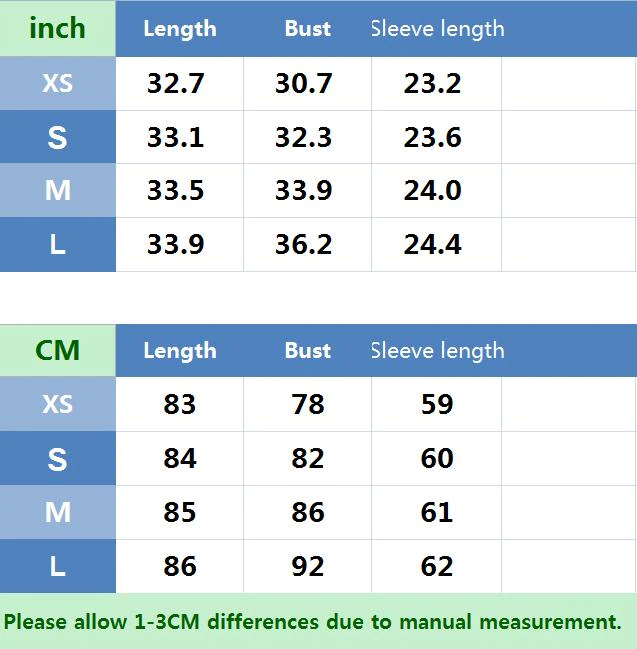 inch Length Bust Sleeve length
XS 32.7 30.7 23.2
S 33.1 32.3 23.6
M 33.5 33.9 24.0
L 33.9 36.2 24.4
CM Length Bust Sleeve length
XS 83 78 59
S 84 82 60
M 85 86 61
L 86 92 62
Please allow 1-3CM differences due to manual measurement.